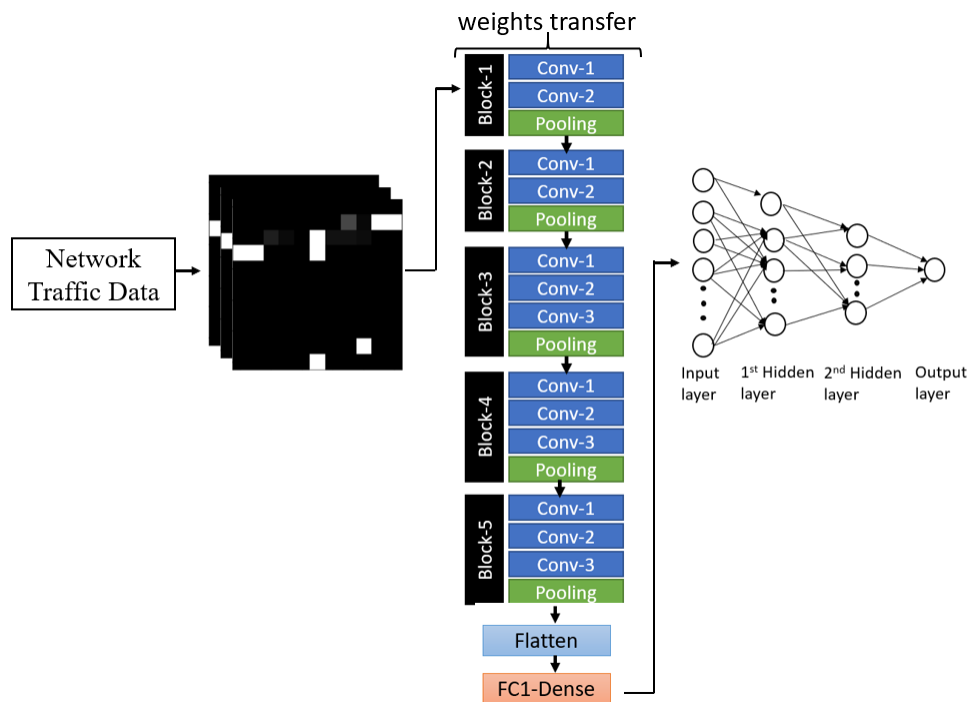 weights transfer
Network
Traffic Data
Block-1
Conv-1
Conv-2
Pooling
Block-2
Conv-1
Conv-2
Pooling
Block-3
Conv-1
Conv-2
Conv-3
Pooling
Block-4
Conv-1
Conv-2
Conv-3
Pooling
Block-5
Conv-1
Conv-2
Conv-3
Pooling
Flatten
FC1-Dense
Input
layer
1st Hidden
layer
2nd Hidden
layer
Output
layer